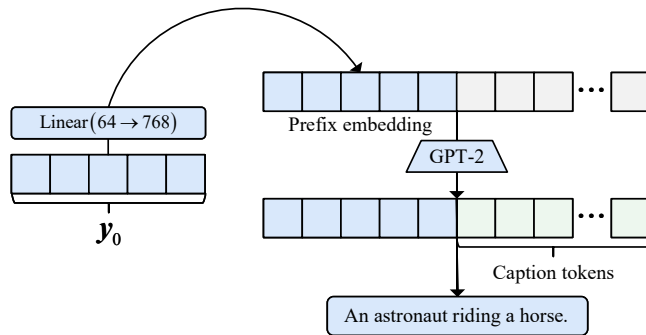 Linear(64 → 768)
y₀
Prefix embedding
GPT-2
Caption tokens
An astronaut riding a horse.